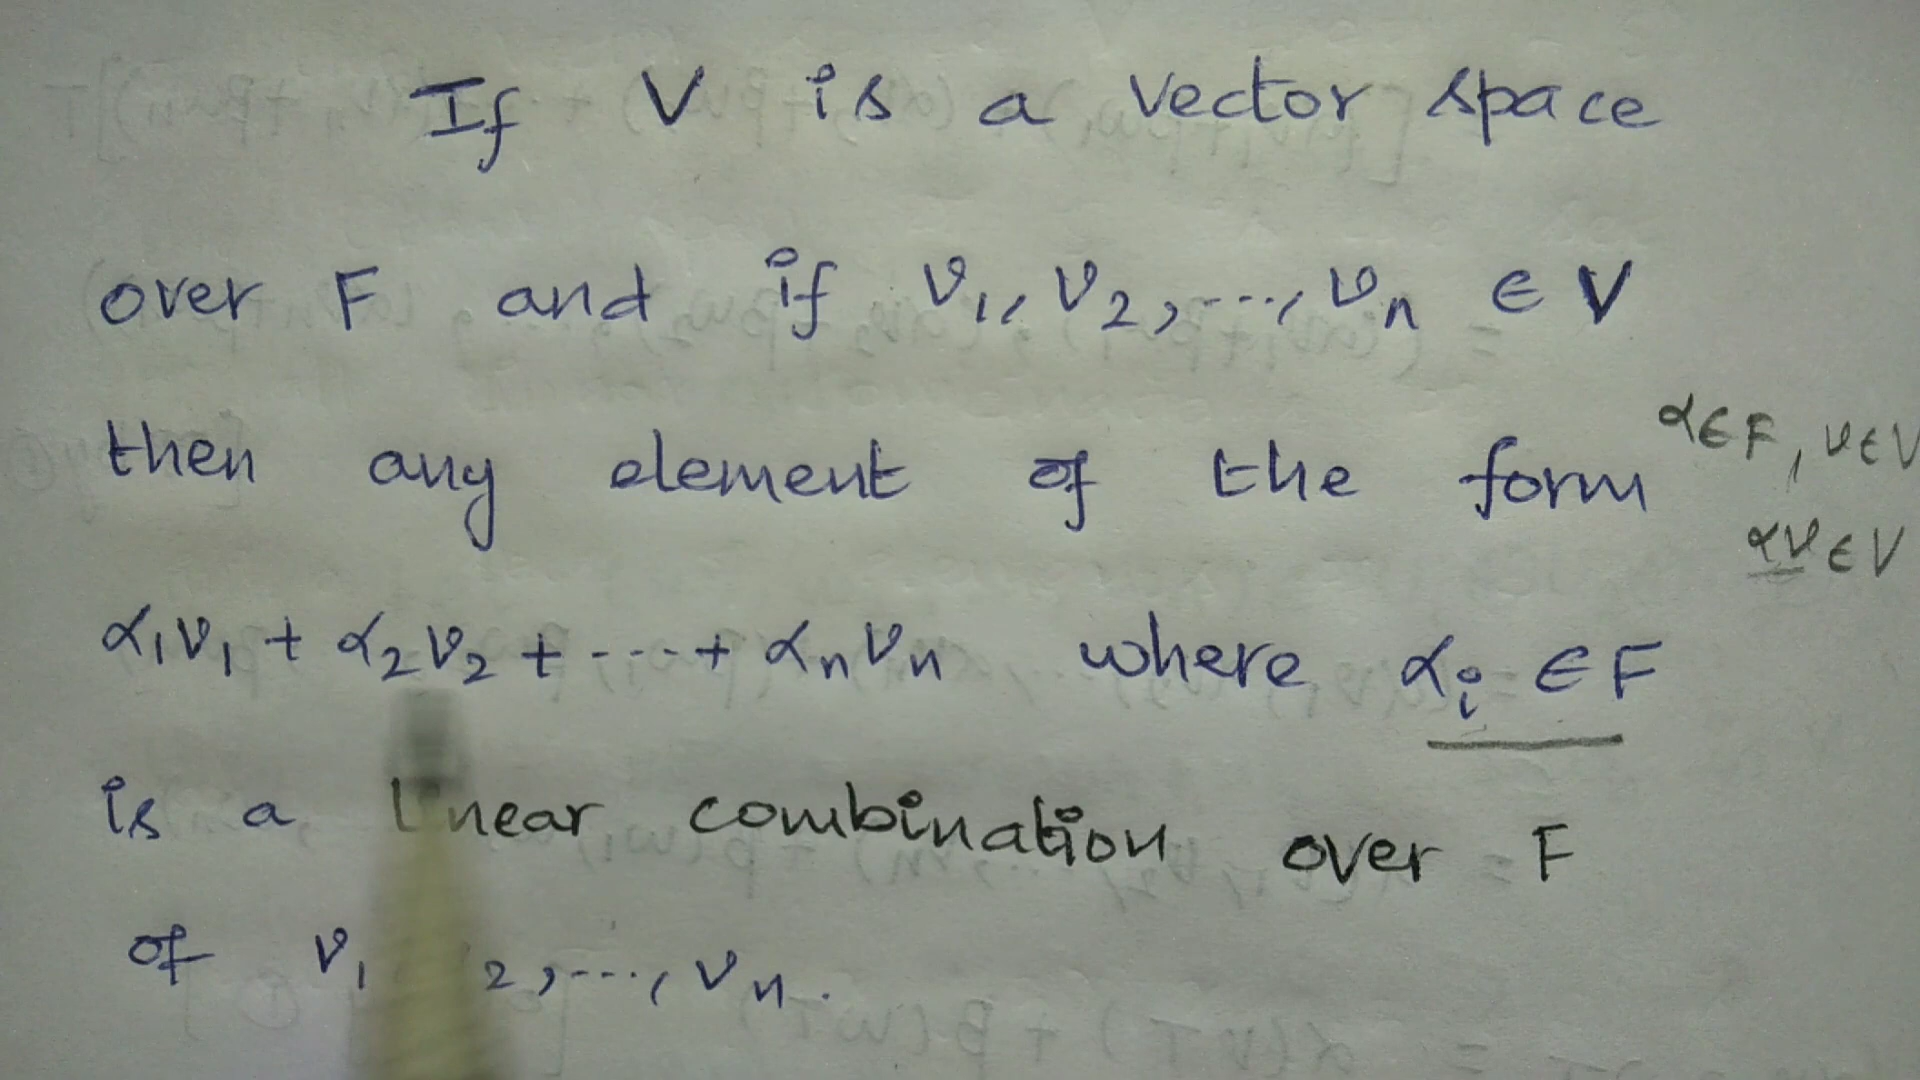 If V is a vector space
over F and if v₁, v₂, ..., vₙ ∈ V
then any element of the form
α∈F, v∈V
αv∈V
α₁v₁ + α₂v₂ + ---- + αₙvₙ where αᵢ ∈ F
is a linear combination over F
of v₁ 2, ..., vₙ.